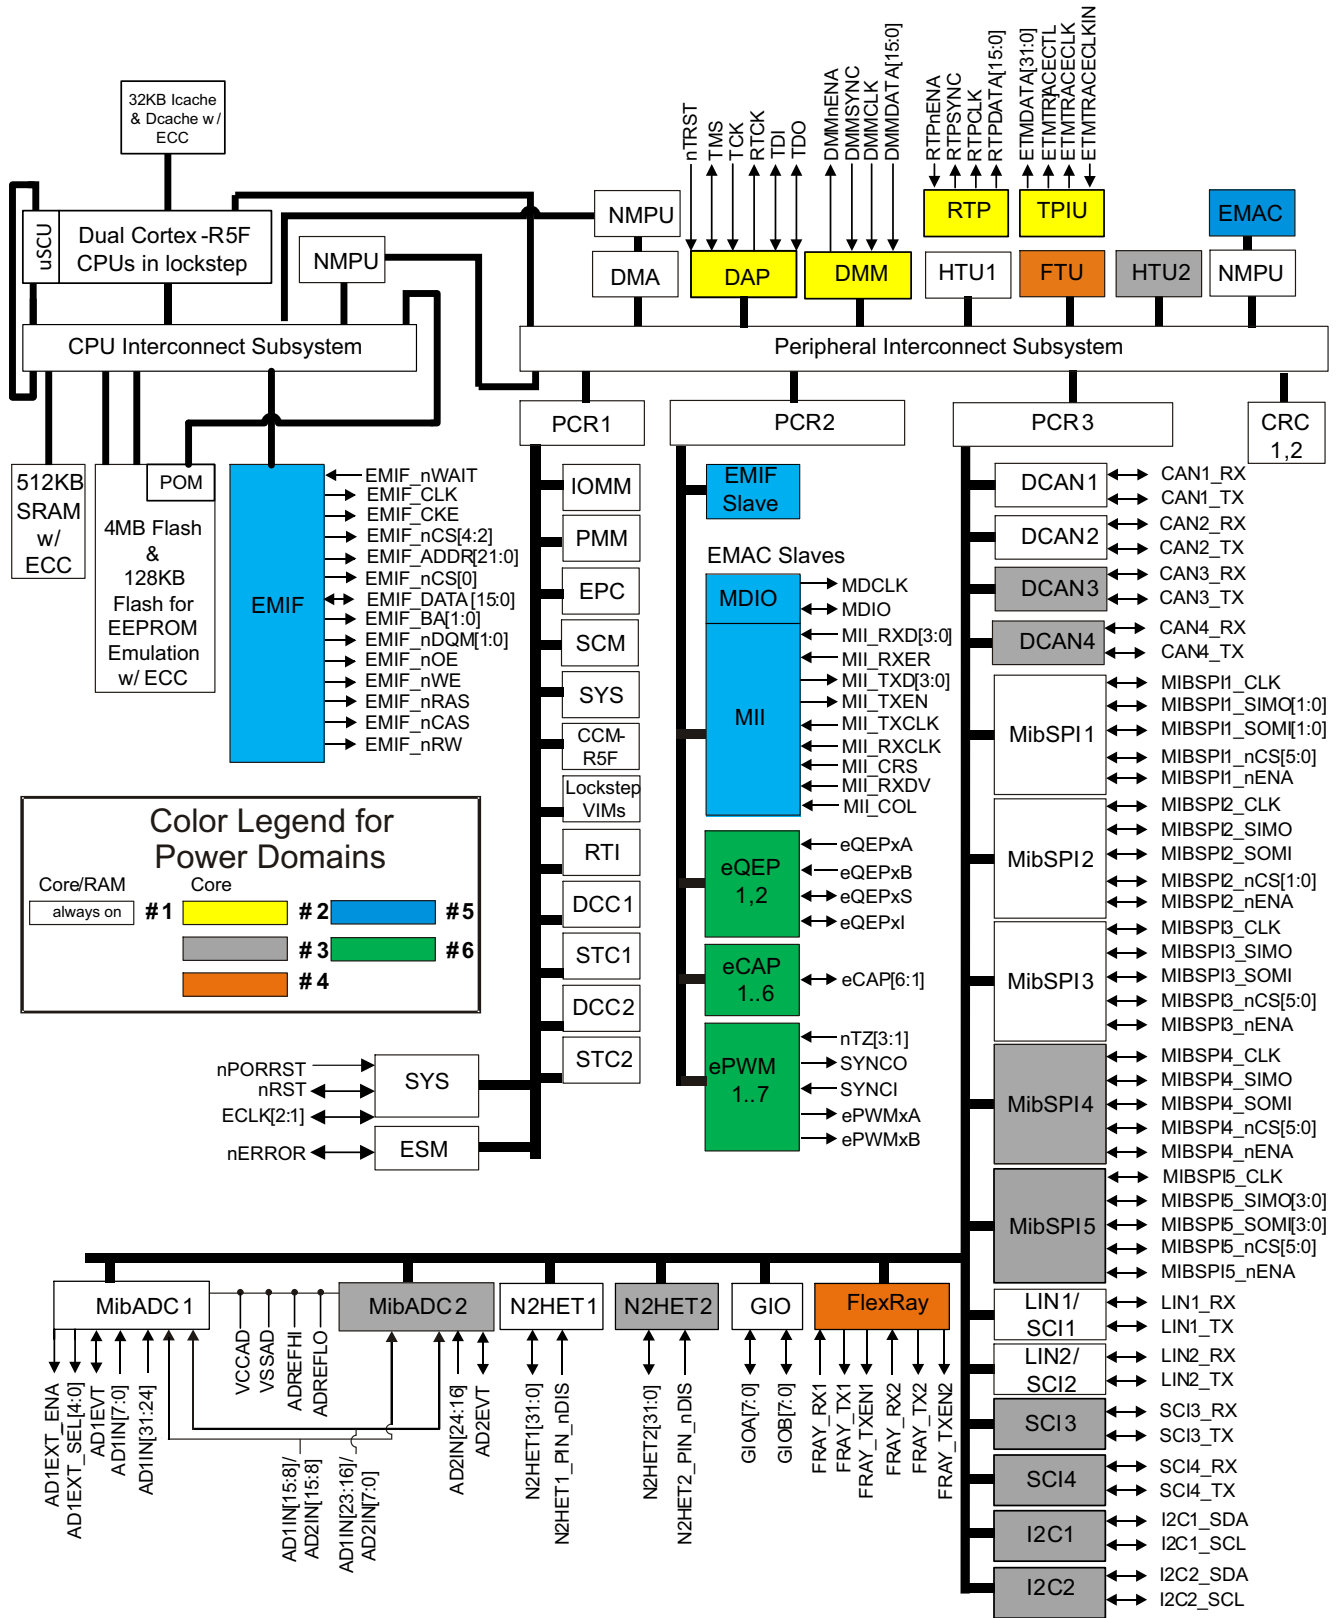 nTRST
TMS
TCK
RTCK
TDI
TDO
DMMnENA
DMMSYNC
DMMCLK
DMMDATA[15:0]
RTPnENA
RTPSYNC
RTPCLK
RTPDATA[15:0]
ETMDATA[31:0]
ETMTRACECTL
ETMTRACECLK
ETMTRACECLKIN
32KB Icache
& Dcache w/
ECC
uSCU
Dual Cortex-R5F
CPUs in lockstep
NMPU
NMPU
DMA
DAP
DMM
RTP
HTU1
TPIU
FTU
HTU2
EMAC
NMPU
CPU Interconnect Subsystem
Peripheral Interconnect Subsystem
PCR1
PCR2
PCR3
CRC
1,2
512KB
SRAM
w/
ECC
POM
4MB Flash
&
128KB
Flash for
EEPROM
Emulation
w/ ECC
EMIF
EMIF_nWAIT
EMIF_CLK
EMIF_CKE
EMIF_nCS[4:2]
EMIF_ADDR[21:0]
EMIF_nCS[0]
EMIF_DATA[15:0]
EMIF_BA[1:0]
EMIF_nDQM[1:0]
EMIF_nOE
EMIF_nWE
EMIF_nRAS
EMIF_nCAS
EMIF_nRW
IOMM
PMM
EPC
SCM
SYS
CCM-
R5F
Lockstep
VIMs
RTI
DCC1
STC1
DCC2
STC2
EMIF
Slave
EMAC Slaves
MDIO
MDCLK
MDIO
MII
MII_RXD[3:0]
MII_RXER
MII_TXD[3:0]
MII_TXEN
MII_TXCLK
MII_RXCLK
MII_CRS
MII_RXDV
MII_COL
eQEP
1,2
eQEPxA
eQEPxB
eQEPxS
eQEPxI
eCAP
1..6
eCAP[6:1]
ePWM
1..7
nTZ[3:1]
SYNCO
SYNCI
ePWMxA
ePWMxB
DCAN1
CAN1_RX
CAN1_TX
DCAN2
CAN2_RX
CAN2_TX
DCAN3
CAN3_RX
CAN3_TX
DCAN4
CAN4_RX
CAN4_TX
MibSPI1
MIBSPI1_CLK
MIBSPI1_SIMO[1:0]
MIBSPI1_SOMI[1:0]
MIBSPI1_nCS[5:0]
MIBSPI1_nENA
MibSPI2
MIBSPI2_CLK
MIBSPI2_SIMO
MIBSPI2_SOMI
MIBSPI2_nCS[1:0]
MIBSPI2_nENA
MibSPI3
MIBSPI3_CLK
MIBSPI3_SIMO
MIBSPI3_SOMI
MIBSPI3_nCS[5:0]
MIBSPI3_nENA
MibSPI4
MIBSPI4_CLK
MIBSPI4_SIMO
MIBSPI4_SOMI
MIBSPI4_nCS[5:0]
MIBSPI4_nENA
MibSPI5
MIBSPI5_CLK
MIBSPI5_SIMO[3:0]
MIBSPI5_SOMI[3:0]
MIBSPI5_nCS[5:0]
MIBSPI5_nENA
LIN1/
SCI1
LIN1_RX
LIN1_TX
LIN2/
SCI2
LIN2_RX
LIN2_TX
SCI3
SCI3_RX
SCI3_TX
SCI4
SCI4_RX
SCI4_TX
I2C1
I2C1_SDA
I2C1_SCL
I2C2
I2C2_SDA
I2C2_SCL
Color Legend for
Power Domains
Core/RAM
Core
always on
#1
#2
#5
#3
#6
#4
nPORRST
nRST
ECLK[2:1]
SYS
nERROR
ESM
MibADC1
MibADC2
N2HET1
N2HET2
GIO
FlexRay
AD1EXT_ENA
AD1EXT_SEL[4:0]
AD1EVT
AD1IN[7:0]
AD1IN[31:24]
VCCAD
VSSAD
ADREFHI
ADREFLO
AD1IN[15:8]/
AD2IN[15:8]
AD1IN[23:16]/
AD2IN[7:0]
AD2IN[24:16]
AD2EVT
N2HET1[31:0]
N2HET1_PIN_nDIS
N2HET2[31:0]
N2HET2_PIN_nDIS
GIOA[7:0]
GIOB[7:0]
FRAY_RX1
FRAY_TX1
FRAY_TXEN1
FRAY_RX2
FRAY_TX2
FRAY_TXEN2